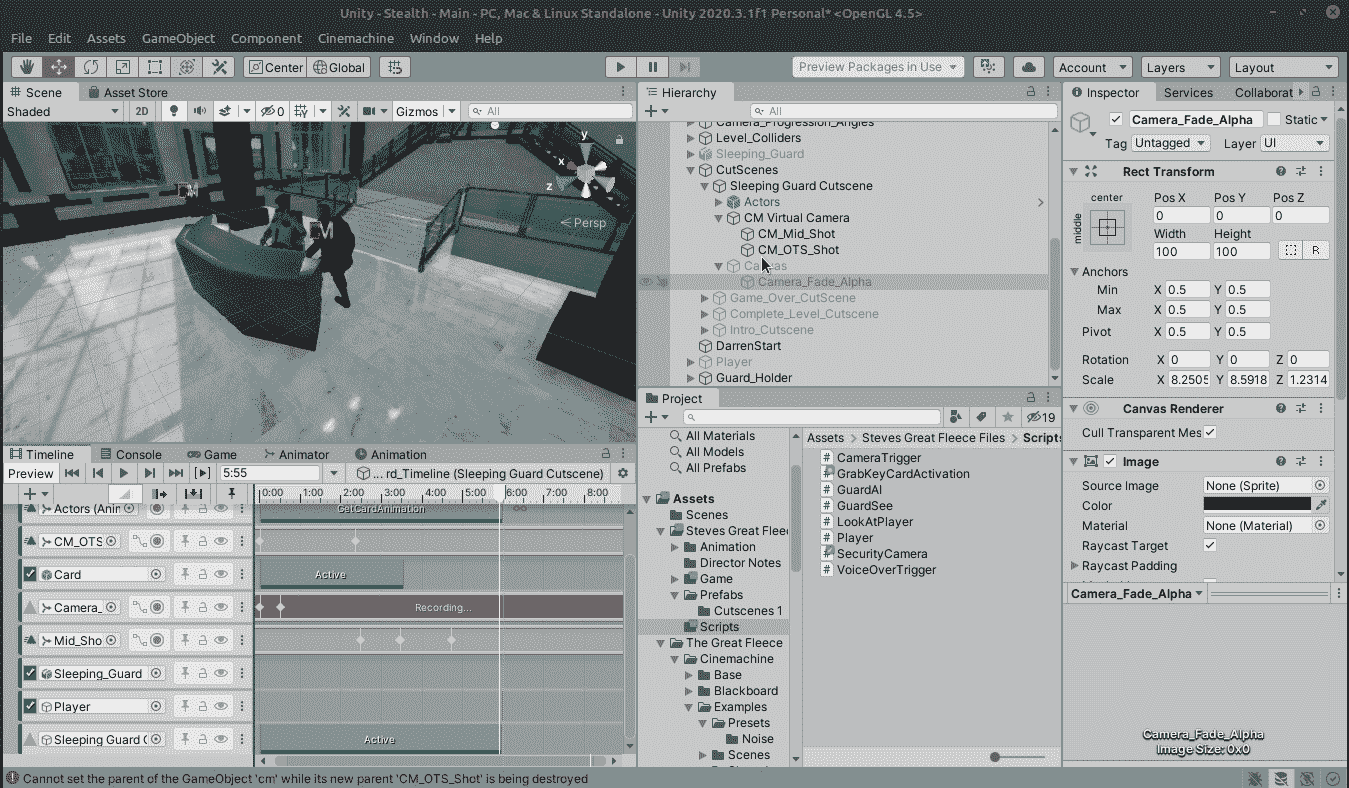 Unity - Stealth - Main - PC, Mac & Linux Standalone - Unity 2020.3.1f1 Personal* <OpenGL 4.5>
File Edit Assets GameObject Component Cinemachine Window Help
Center Global Preview Packages in Use Account Layers Layout
Scene Asset Store
Shaded 2D 0 Gizmos All
y
x
z
Persp
CM
CM
Hierarchy
All
Camera_Progression_Angles
Level_Colliders
Sleeping_Guard
CutScenes
Sleeping Guard Cutscene
Actors
CM Virtual Camera
CM_Mid_Shot
CM_OTS_Shot
Canvas
Camera_Fade_Alpha
Game_Over_CutScene
Complete_Level_Cutscene
Intro_Cutscene
DarrenStart
Player
Guard_Holder
Timeline Console Game Animator Animation
Preview 5:55 ... rd_Timeline (Sleeping Guard Cutscene)
0:00 1:00 2:00 3:00 4:00 5:00 6:00 7:00 8:00
Actors (Anir GetCardAnimation
CM_OTS
Card Active
Camera_ Recording...
Mid_Sho
Sleeping_Guard
Player
Sleeping Guard Active
Project
19
All Materials
All Models
All Prefabs
Assets
Scenes
Steves Great Fleec
Animation
Director Notes
Game
Prefabs
Cutscenes 1
Scripts
The Great Fleece
Cinemachine
Base
Blackboard
Examples
Presets
Noise
Scenes
Assets > Steves Great Fleece Files > Scripts
CameraTrigger
GrabKeyCardActivation
GuardAI
GuardSee
LookAtPlayer
Player
SecurityCamera
VoiceOverTrigger
Inspector Services Collaborat
Camera_Fade_Alpha Static
Tag Untagged Layer UI
Rect Transform
center Pos X Pos Y Pos Z
middle 0 0 0
Width Height
100 100 R
Anchors
Min X 0.5 Y 0.5
Max X 0.5 Y 0.5
Pivot X 0.5 Y 0.5
Rotation X 0 Y 0 Z 0
Scale X 8.2505 Y 8.5918 Z 1.2314
Canvas Renderer
Cull Transparent Mes
Image
Source Image None (Sprite)
Color
Material None (Material)
Raycast Target
Raycast Padding
Camera_Fade_Alpha
Camera_Fade_Alpha
Image Size: 0x0
Cannot set the parent of the GameObject 'cm' while its new parent 'CM_OTS_Shot' is being destroyed